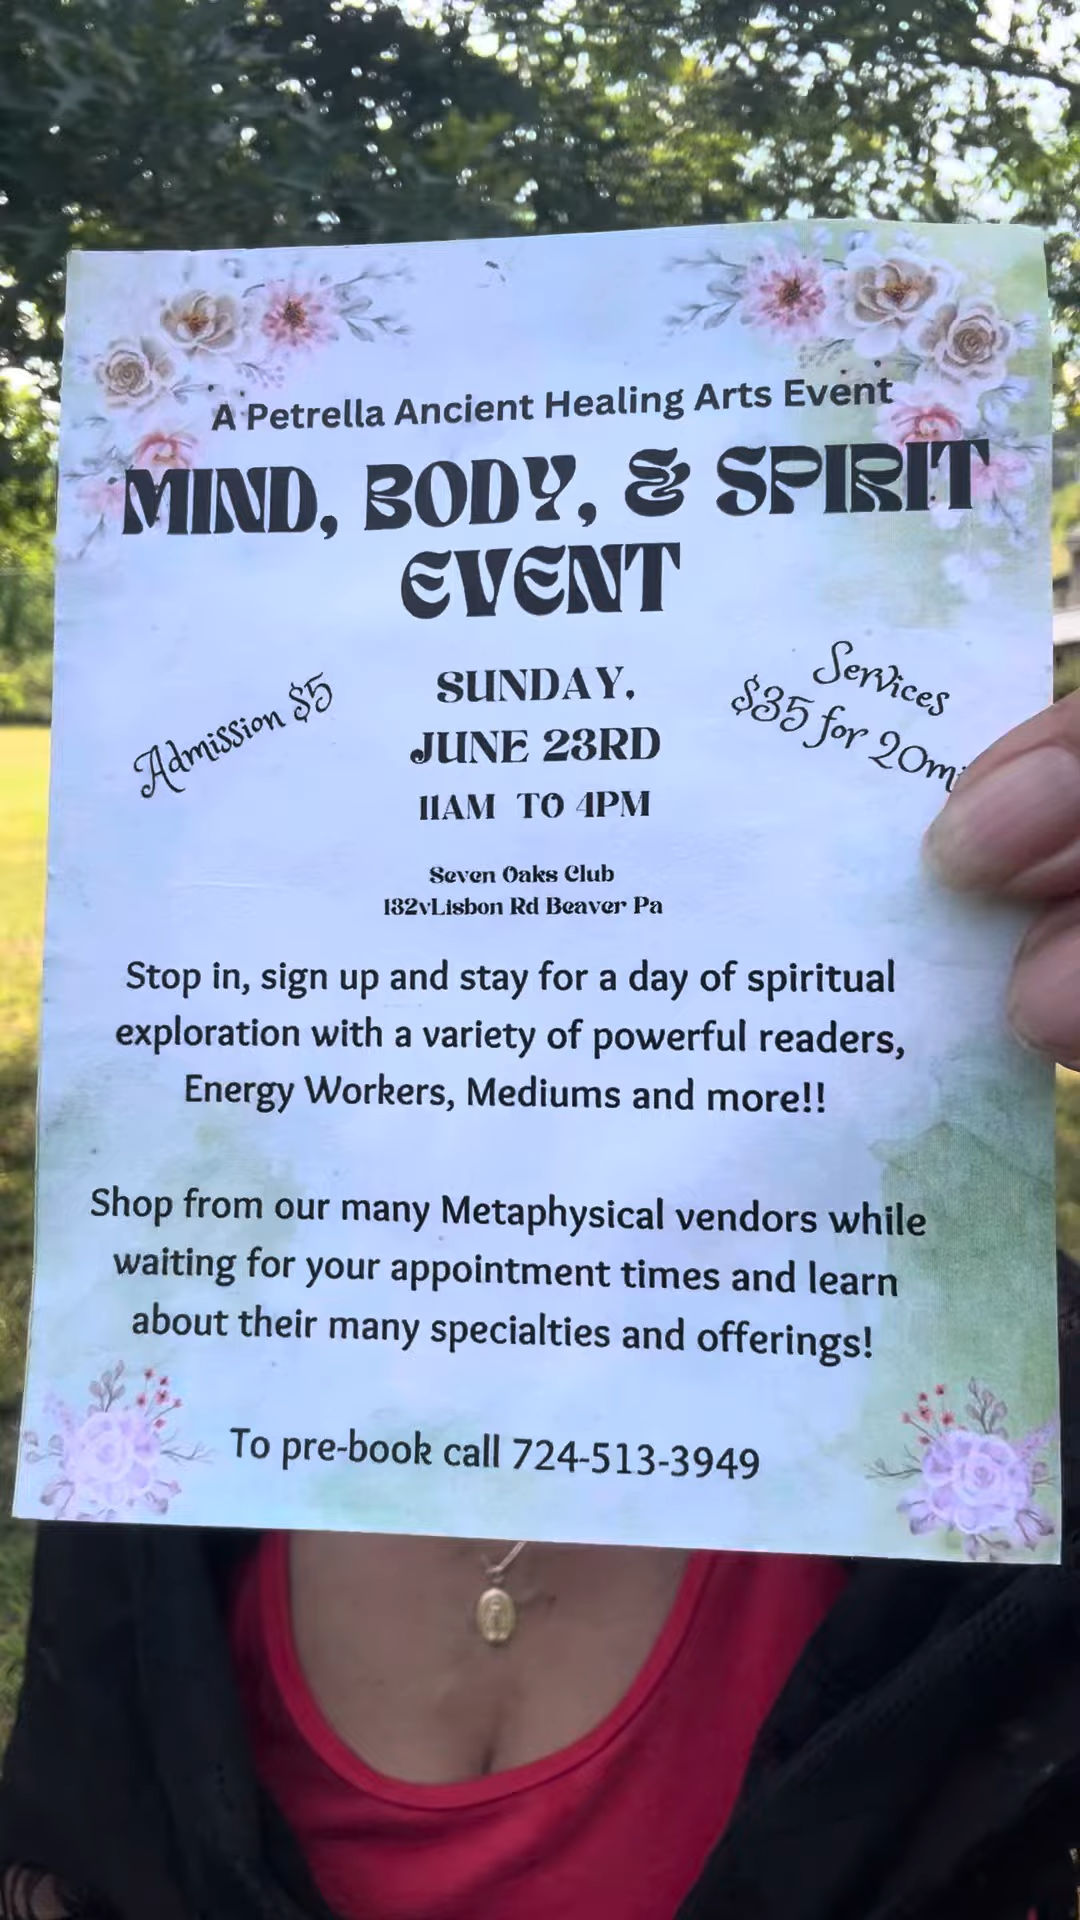 A Petrella Ancient Healing Arts Event
MIND, BODY, & SPIRIT
EVENT
Admission $5
SUNDAY,
JUNE 23RD
11AM TO 4PM
Services
$35 for 20m
Seven Oaks Club
132vLisbon Rd Beaver Pa
Stop in, sign up and stay for a day of spiritual
exploration with a variety of powerful readers,
Energy Workers, Mediums and more!!
Shop from our many Metaphysical vendors while
waiting for your appointment times and learn
about their many specialties and offerings!
To pre-book call 724-513-3949